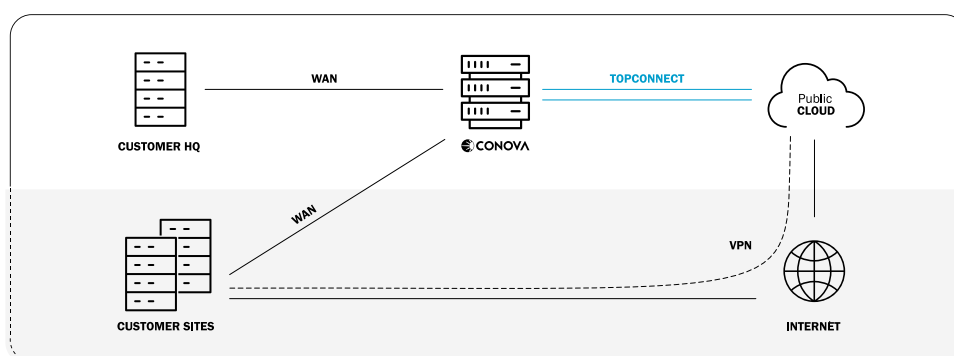 WAN
TOPCONNECT
Public
CLOUD
CUSTOMER HQ
CONOVA
WAN
VPN
CUSTOMER SITES
INTERNET